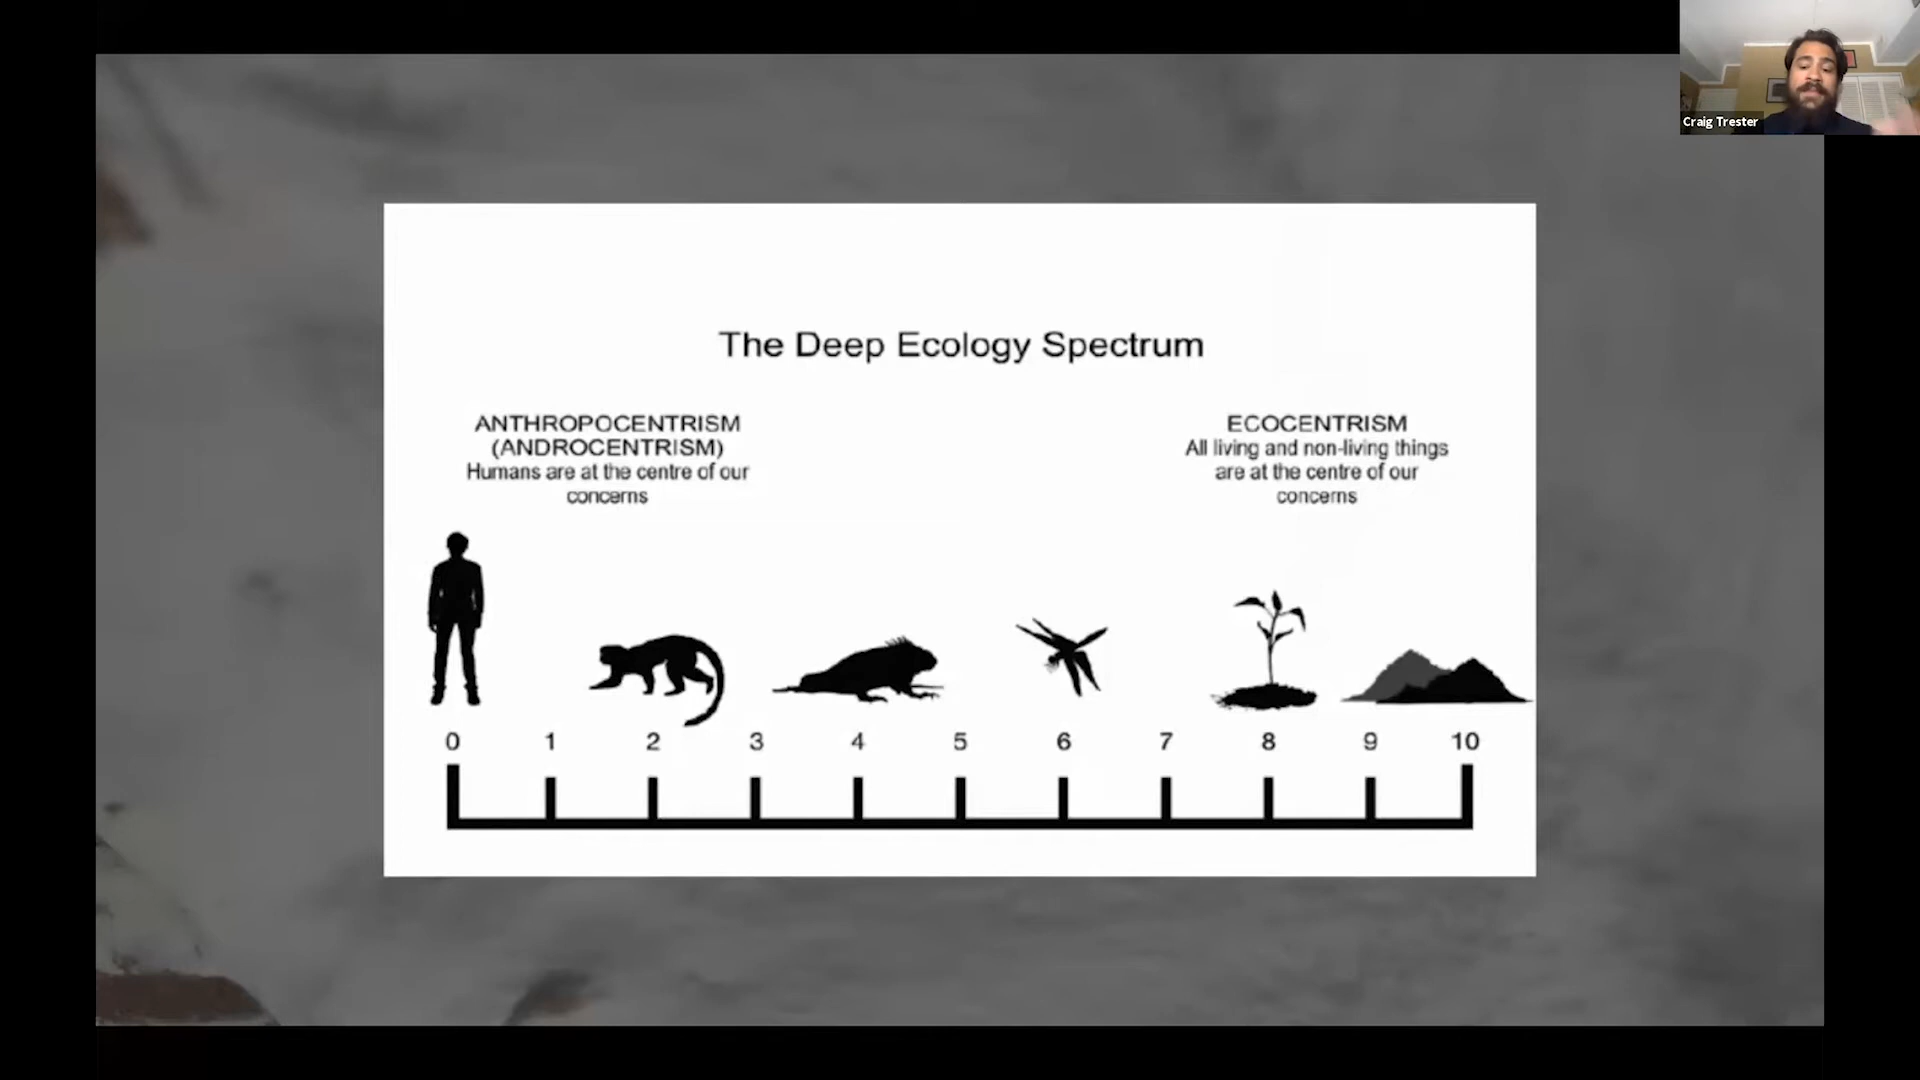 Craig Trester
The Deep Ecology Spectrum
ANTHROPOCENTRISM
(ANDROCENTRISM)
Humans are at the centre of our
concerns
ECOCENTRISM
All living and non-living things
are at the centre of our
concerns
0 1 2 3 4 5 6 7 8 9 10